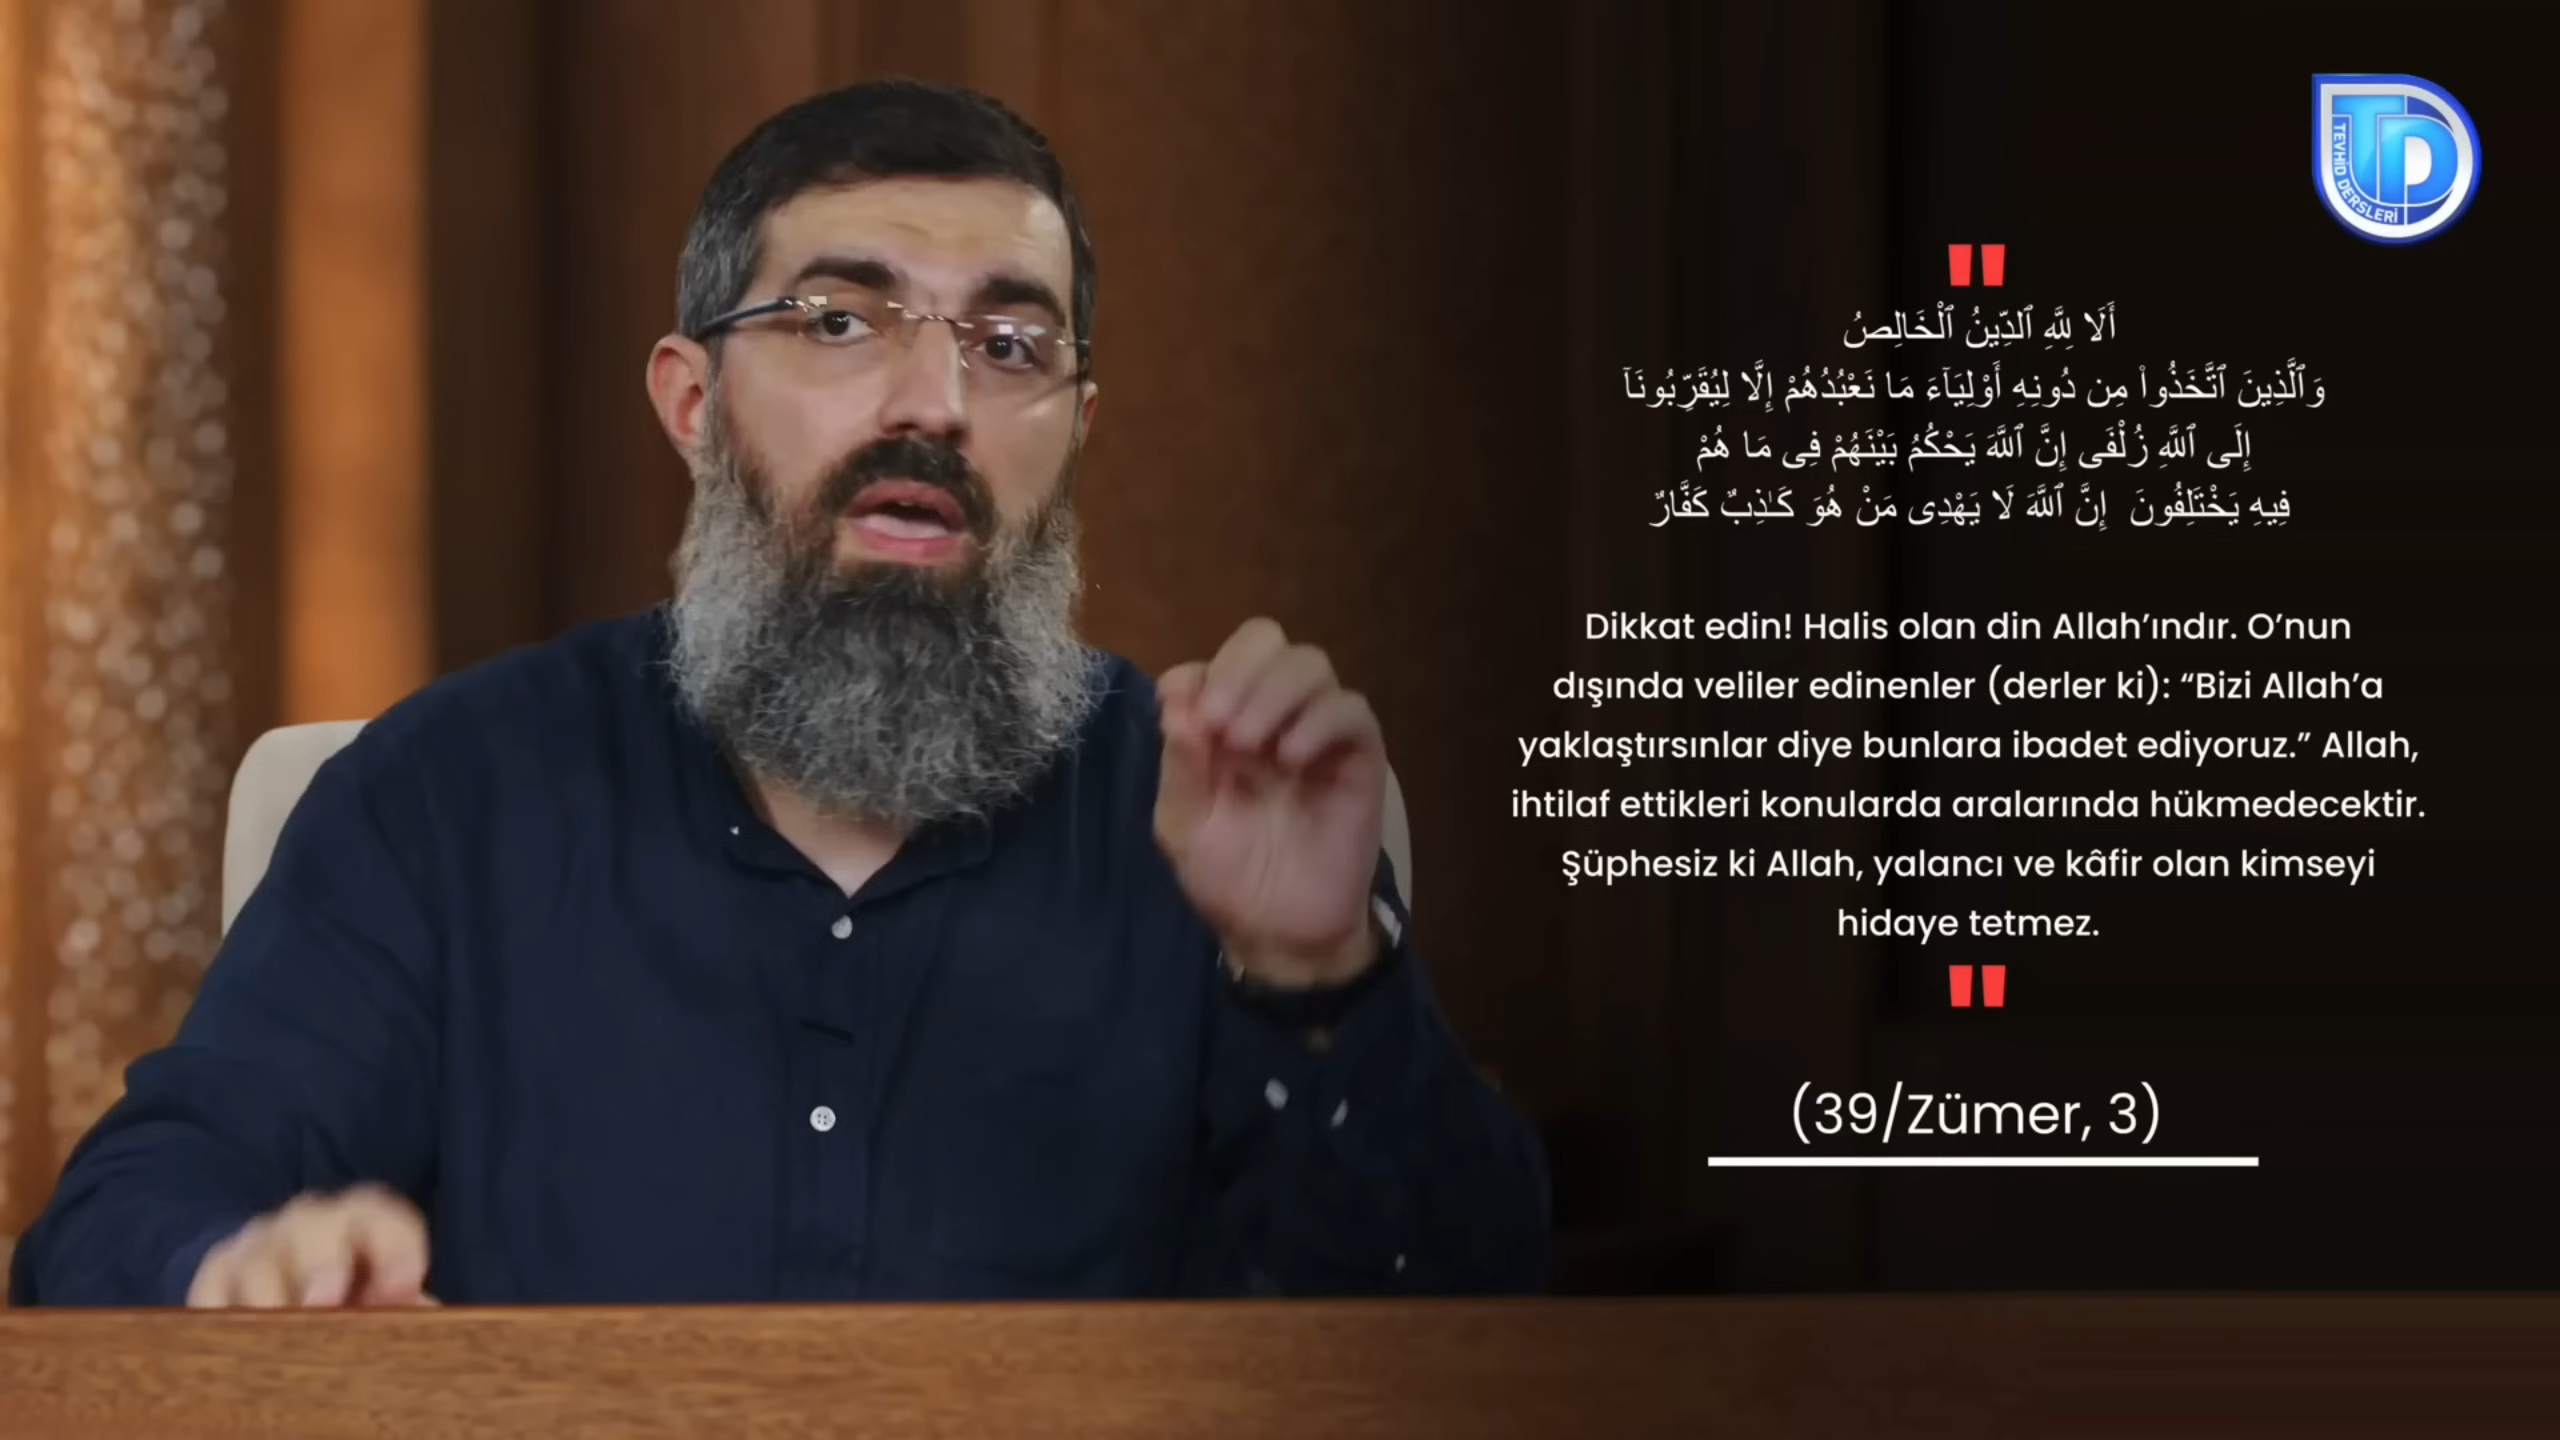 TD
TEVHİD DERSLERİ
"
أَلَا لِلَّهِ ٱلدِّينُ ٱلْخَالِصُ
وَٱلَّذِينَ ٱتَّخَذُوا۟ مِن دُونِهِ أَوْلِيَآءَ مَا نَعْبُدُهُمْ إِلَّا لِيُقَرِّبُونَآ
إِلَى ٱللَّهِ زُلْفَى إِنَّ ٱللَّهَ يَحْكُمُ بَيْنَهُمْ فِى مَا هُمْ
فِيهِ يَخْتَلِفُونَ إِنَّ ٱللَّهَ لَا يَهْدِى مَنْ هُوَ كَـٰذِبٌ كَفَّارٌ
Dikkat edin! Halis olan din Allah’ındır. O’nun
dışında veliler edinenler (derler ki): “Bizi Allah’a
yaklaştırsınlar diye bunlara ibadet ediyoruz.” Allah,
ihtilaf ettikleri konularda aralarında hükmedecektir.
Şüphesiz ki Allah, yalancı ve kâfir olan kimseyi
hidaye tetmez.
"
(39/Zümer, 3)